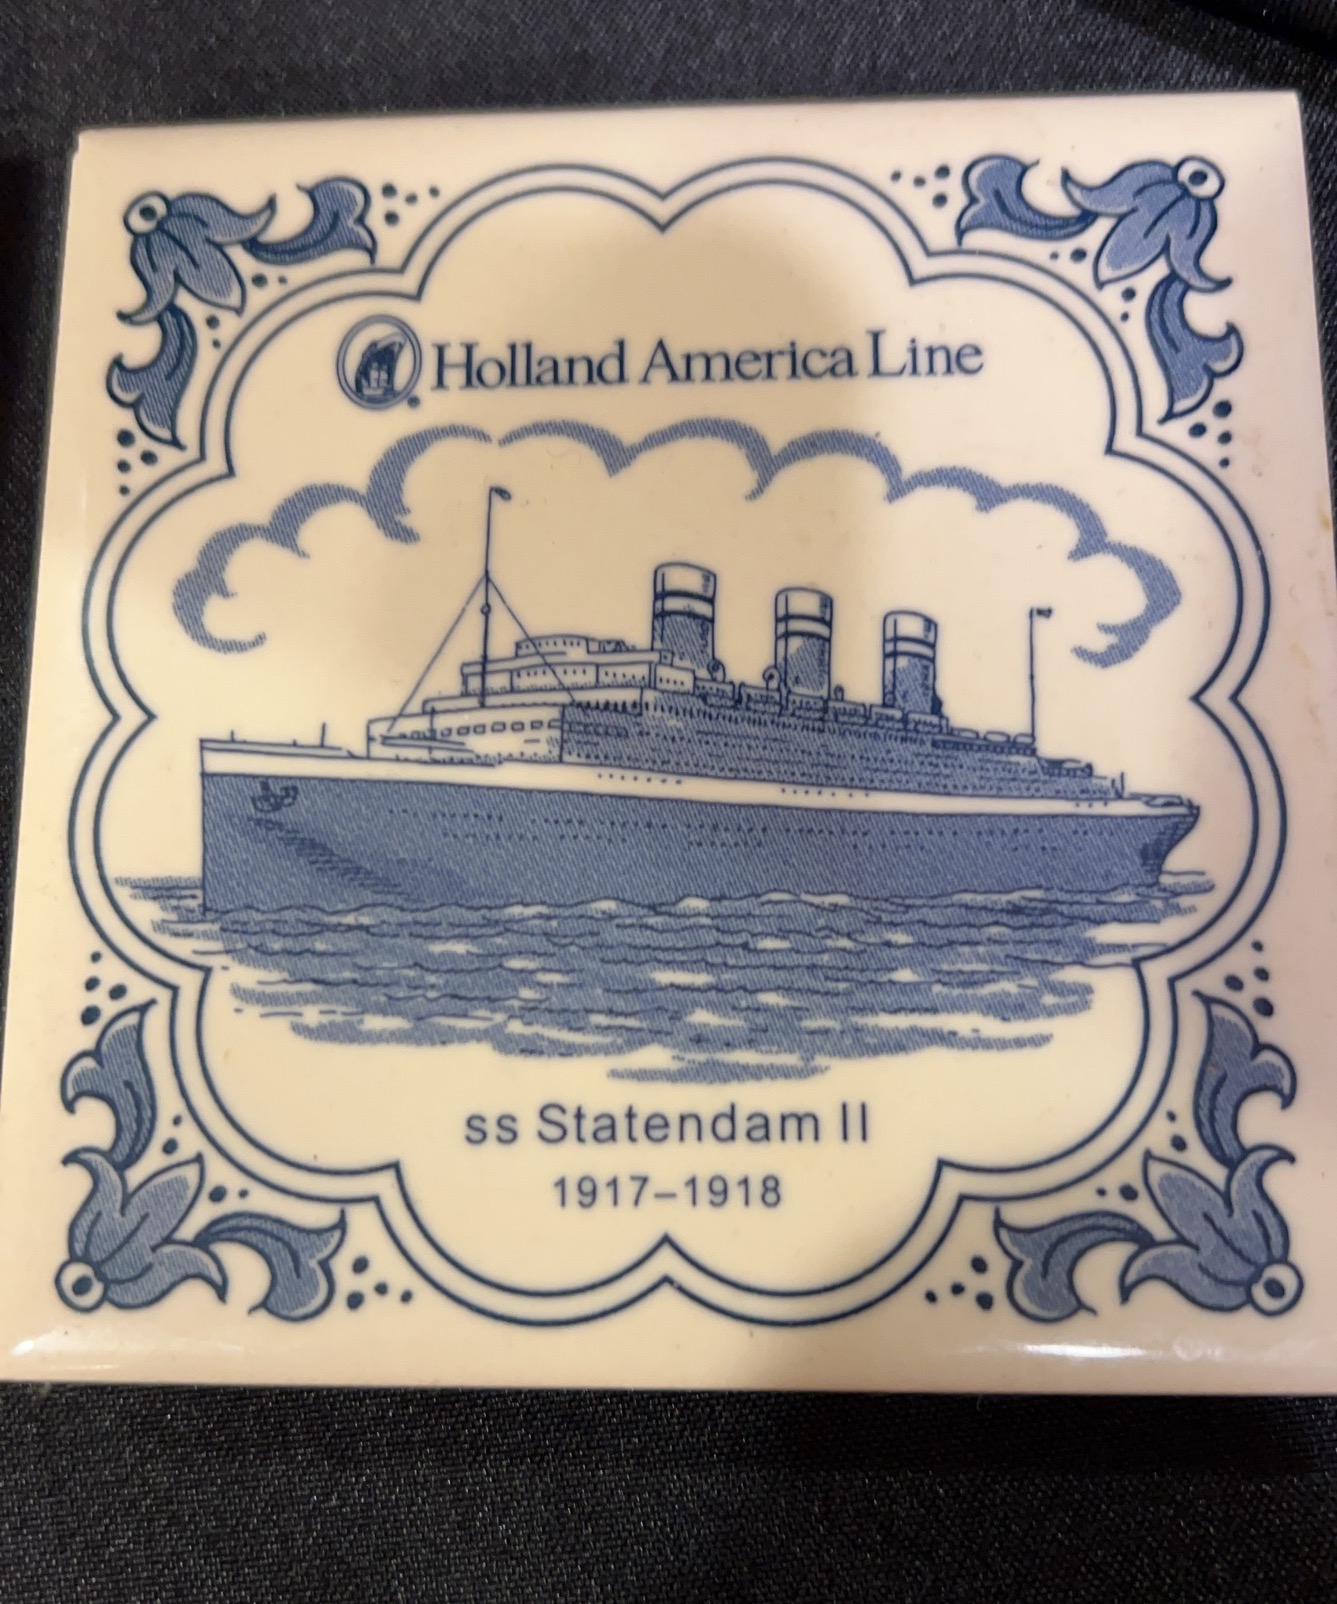 Holland America Line
ss Statendam II
1917–1918